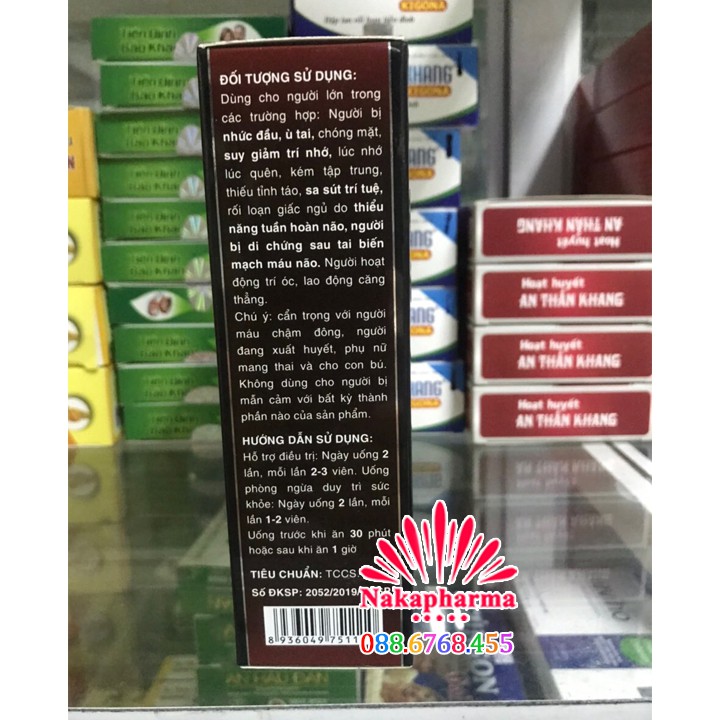 ĐỐI TƯỢNG SỬ DỤNG:
Dùng cho người lớn trong
các trường hợp: Người bị
nhức đầu, ù tai, chóng mặt,
suy giảm trí nhớ, lúc nhớ
lúc quên, kém tập trung,
thiếu tỉnh táo, sa sút trí tuệ,
rối loạn giấc ngủ do thiểu
năng tuần hoàn não, người
bị di chứng sau tai biến
mạch máu não. Người hoạt
động trí óc, lao động căng
thẳng.
Chú ý: cẩn trọng với người
máu chậm đông, người
đang xuất huyết, phụ nữ
mang thai và cho con bú.
Không dùng cho người bị
mẫn cảm với bất kỳ thành
phần nào của sản phẩm.
HƯỚNG DẪN SỬ DỤNG:
Hỗ trợ điều trị: Ngày uống 2
lần, mỗi lần 2-3 viên. Uống
phòng ngừa duy trì sức
khỏe: Ngày uống 2 lần, mỗi
lần 1-2 viên.
Uống trước khi ăn 30 phút
hoặc sau khi ăn 1 giờ
TIÊU CHUẨN: TCCS
Số ĐKSP: 2052/2019/
8 936049 7511
Nakapharma
088.6768.455
KIGONA
KHANG
KIGONA
Hoạt huyết
AN THẦN KHANG
Hoạt huyết
AN THẦN KHANG
Hoạt huyết
AN THẦN KHANG
Hoạt huyết
AN THẦN KHANG